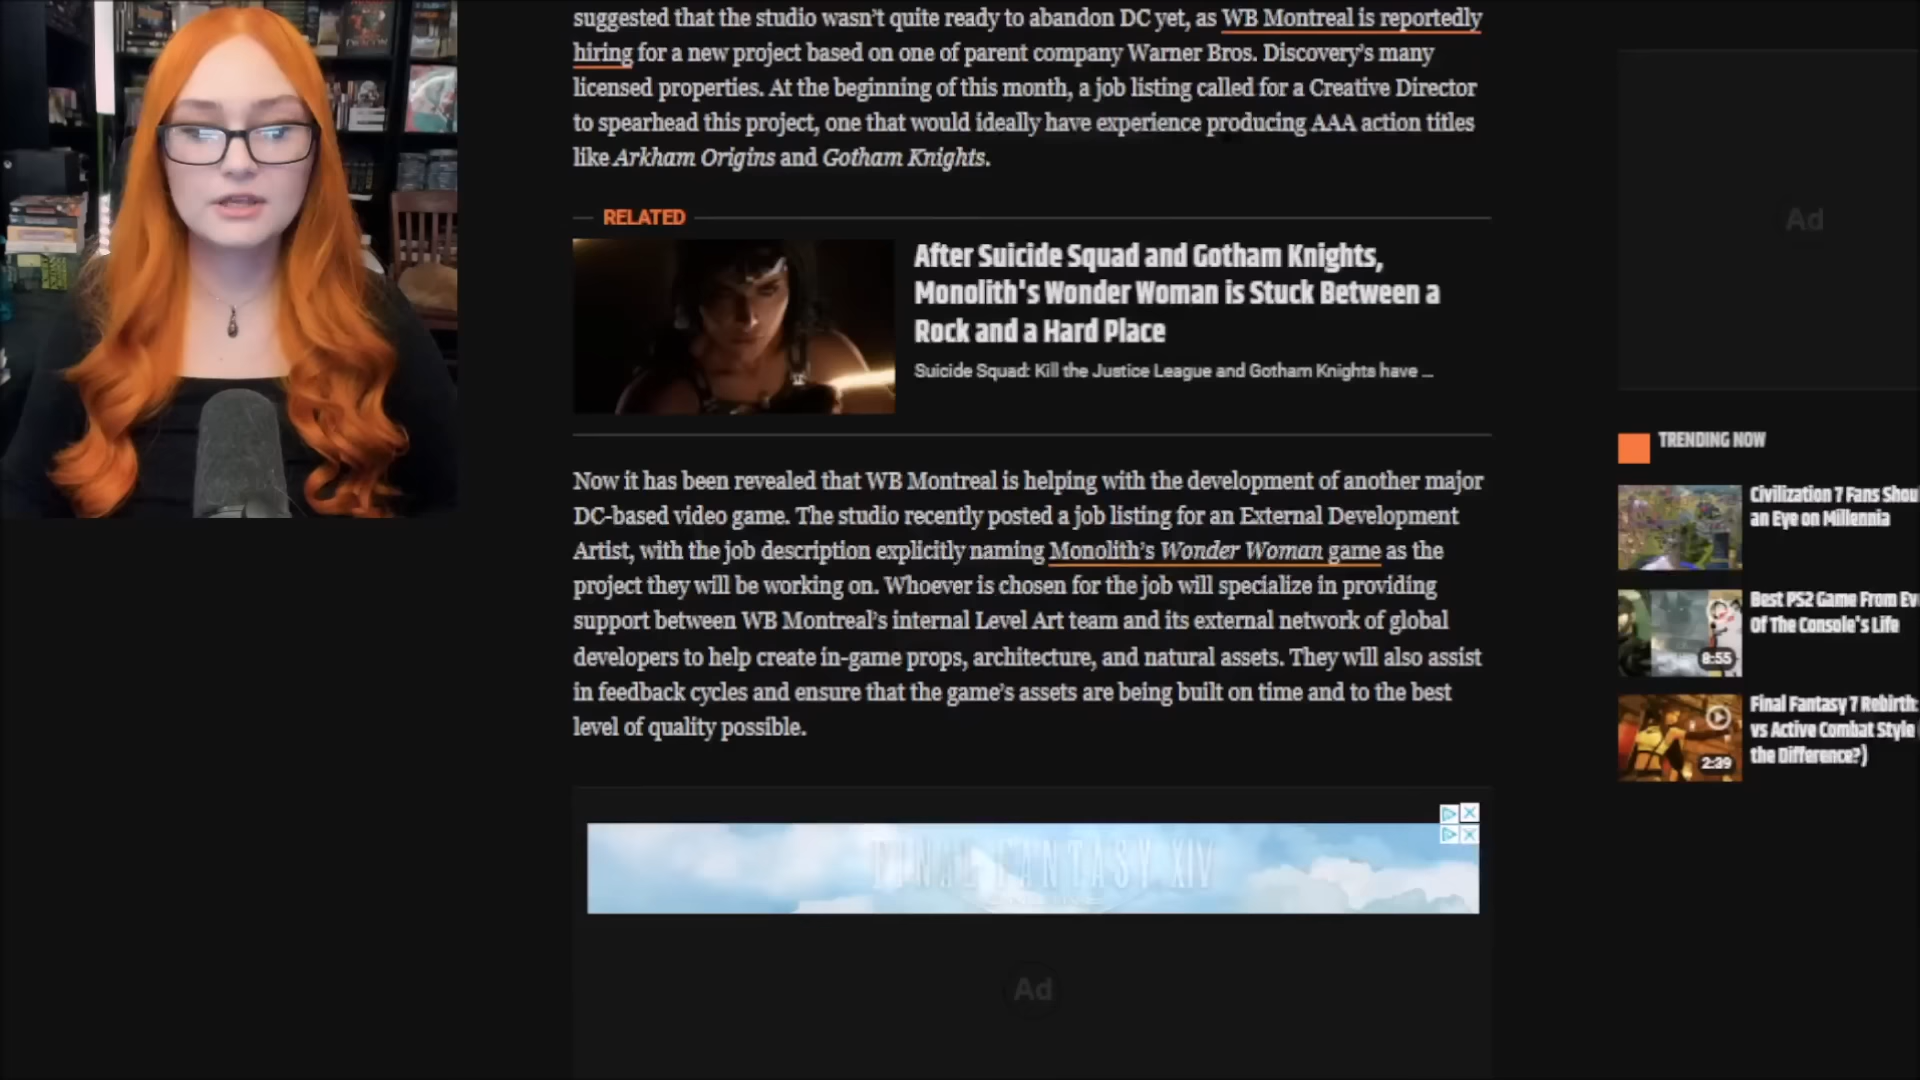 suggested that the studio wasn’t quite ready to abandon DC yet, as WB Montreal is reportedly
hiring for a new project based on one of parent company Warner Bros. Discovery’s many
licensed properties. At the beginning of this month, a job listing called for a Creative Director
to spearhead this project, one that would ideally have experience producing AAA action titles
like Arkham Origins and Gotham Knights.
RELATED
After Suicide Squad and Gotham Knights,
Monolith's Wonder Woman is Stuck Between a
Rock and a Hard Place
Suicide Squad: Kill the Justice League and Gotham Knights have ...
Now it has been revealed that WB Montreal is helping with the development of another major
DC-based video game. The studio recently posted a job listing for an External Development
Artist, with the job description explicitly naming Monolith’s Wonder Woman game as the
project they will be working on. Whoever is chosen for the job will specialize in providing
support between WB Montreal’s internal Level Art team and its external network of global
developers to help create in-game props, architecture, and natural assets. They will also assist
in feedback cycles and ensure that the game’s assets are being built on time and to the best
level of quality possible.
FINAL FANTASY XIV
Ad
Ad
TRENDING NOW
Civilization 7 Fans Shou
an Eye on Millennia
Best PS2 Game From Ev
Of The Console's Life
8:55
Final Fantasy 7 Rebirth:
vs Active Combat Style
the Difference?)
2:39